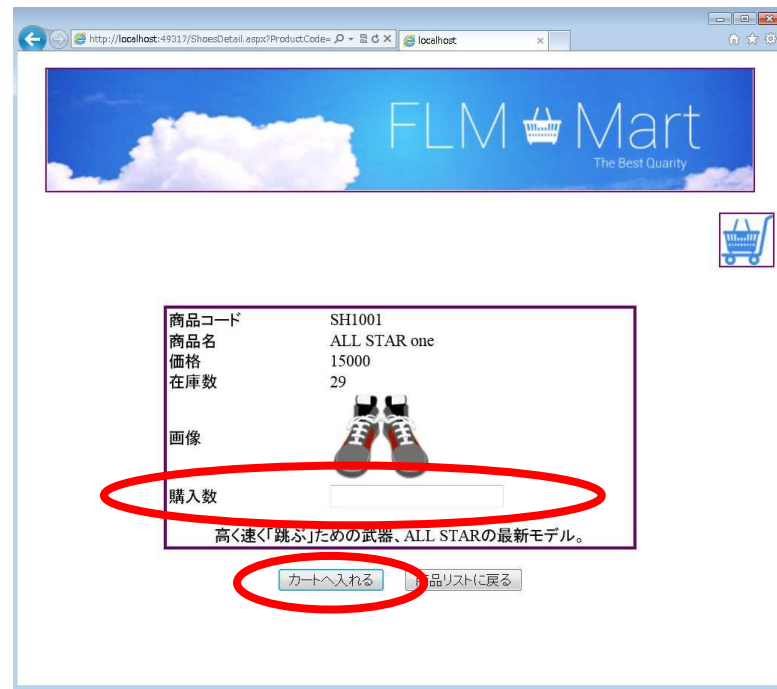 http://localhost:49317/ShoesDetail.aspx?ProductCode=
localhost
FLM Mart
The Best Quarity
商品コード SH1001
商品名 ALL STAR one
価格 15000
在庫数 29
画像
購入数
高く速く「跳ぶ」ための武器、ALL STARの最新モデル。
カートへ入れる 商品リストに戻る